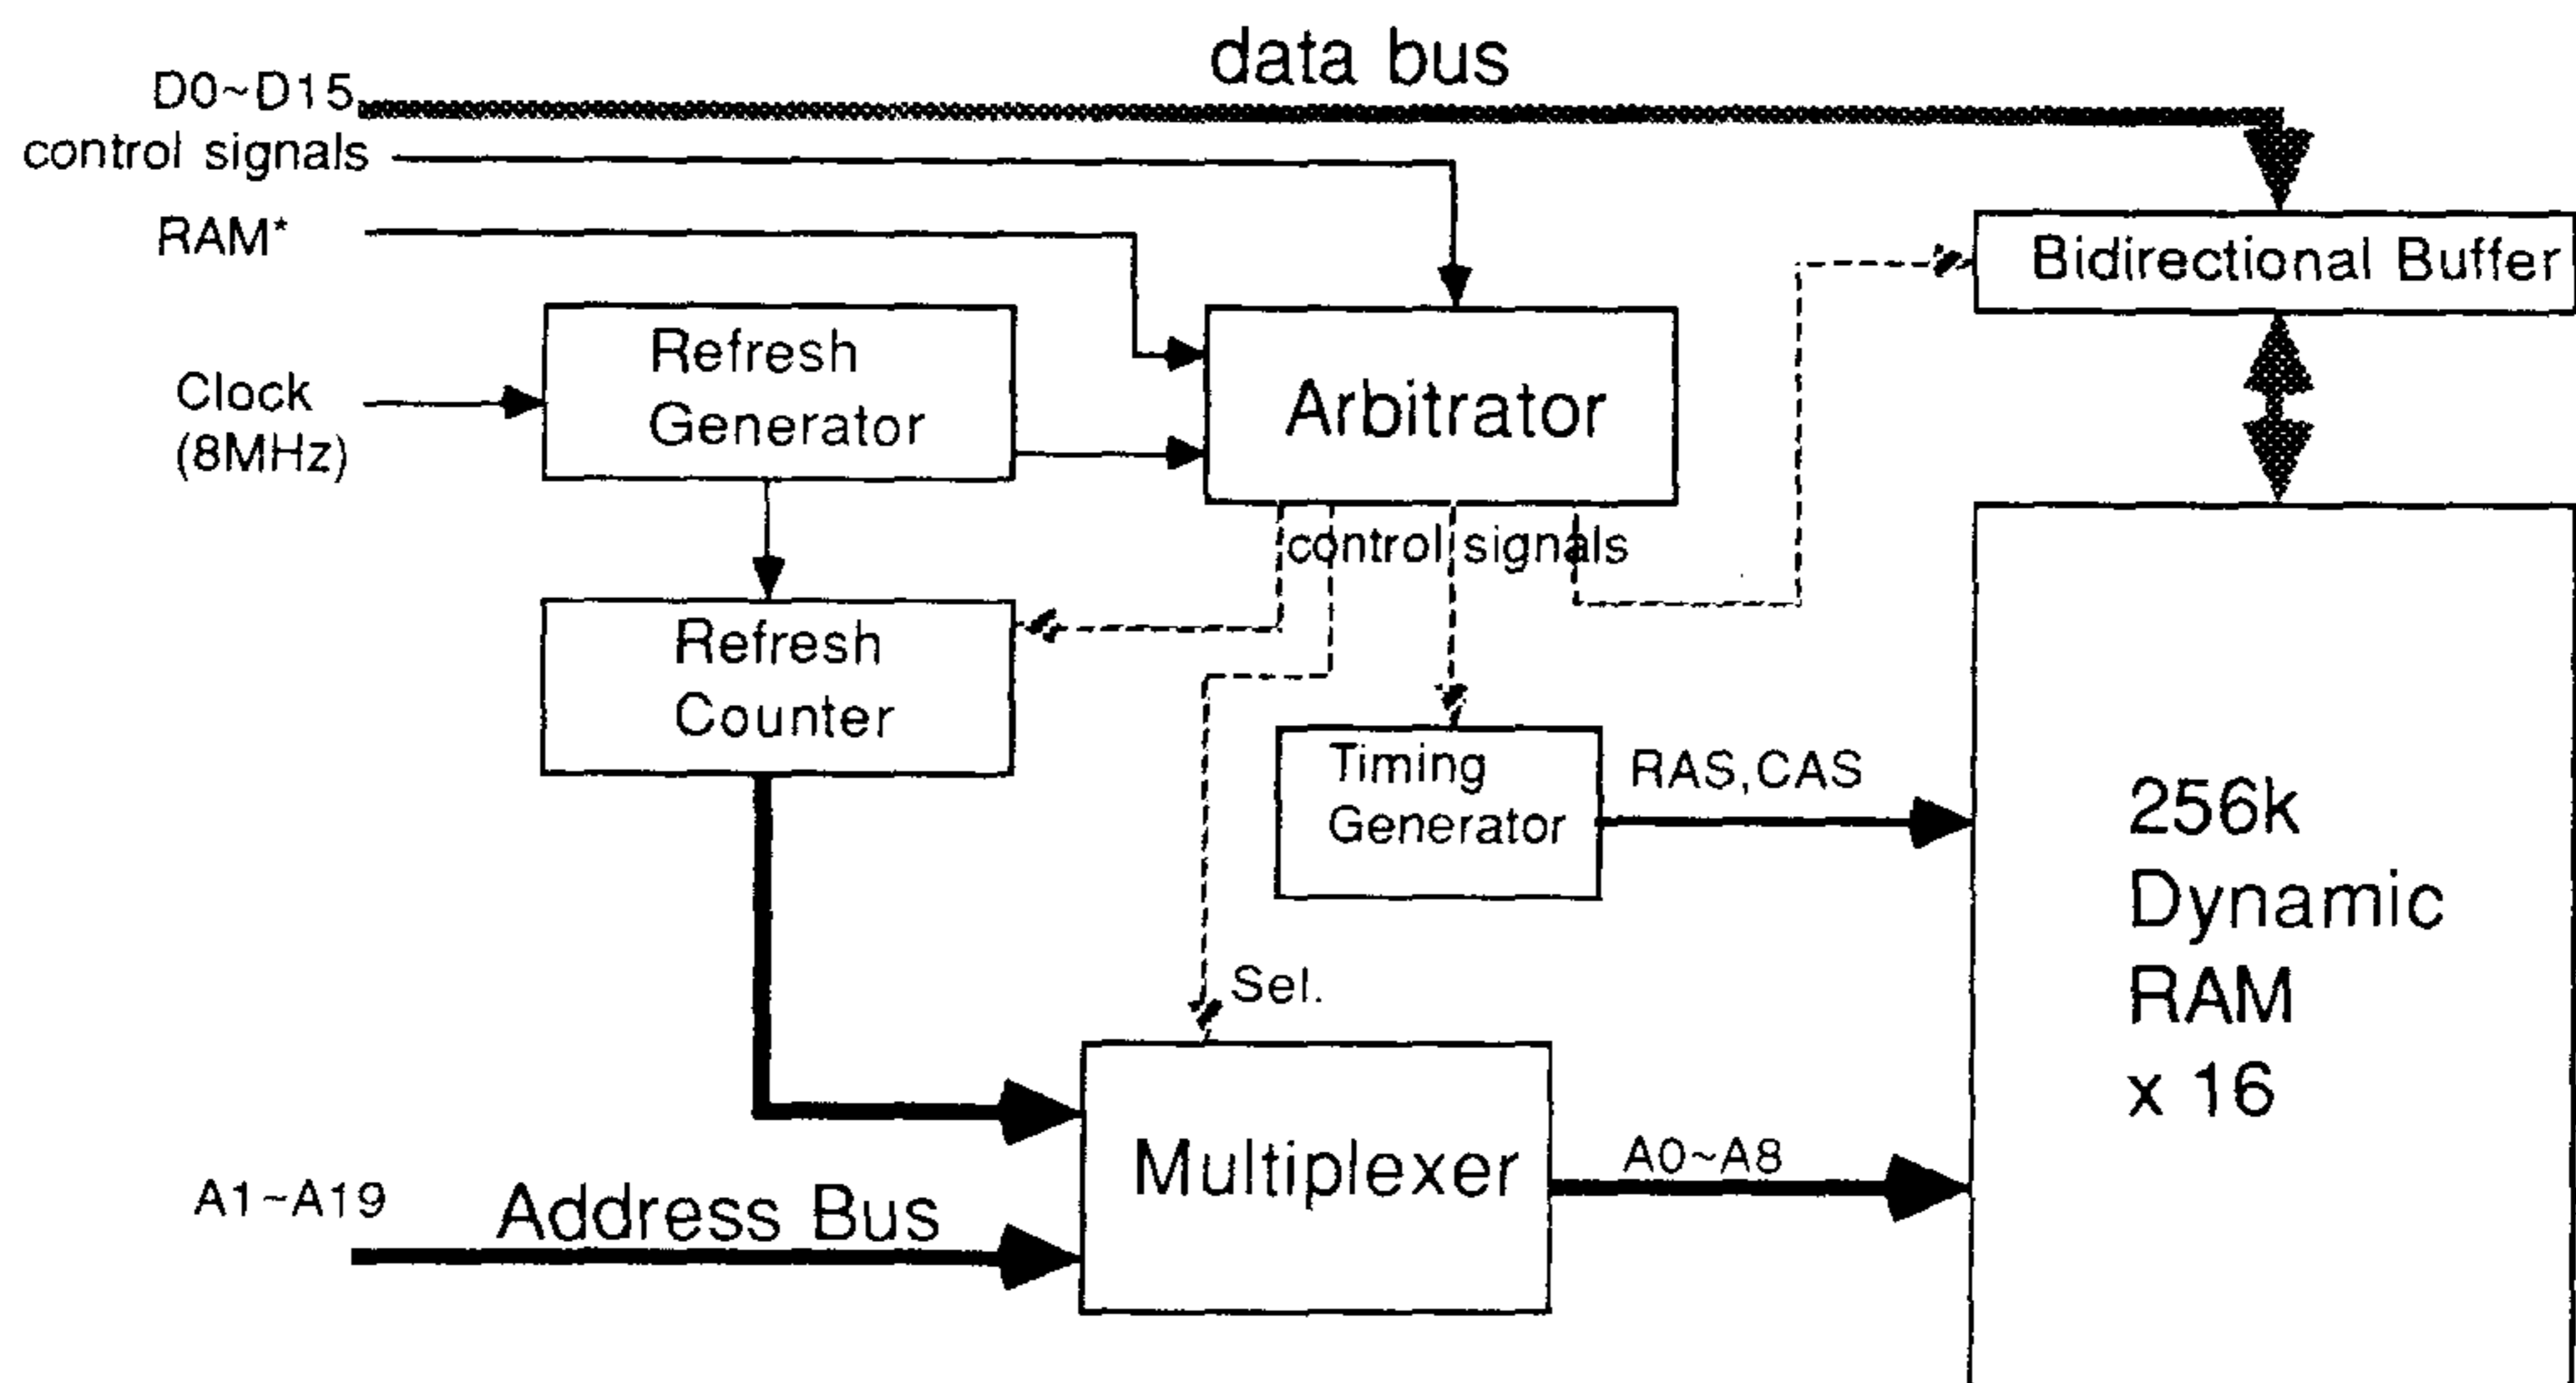 data bus
D0~D15
control signals
RAM*
Bidirectional Buffer
Refresh
Generator
Clock
(8MHz)
Arbitrator
control signals
Refresh
Counter
Timing
Generator
RAS,CAS
256k
Dynamic
RAM
x 16
Sel.
Multiplexer
A0~A8
A1~A19
Address Bus